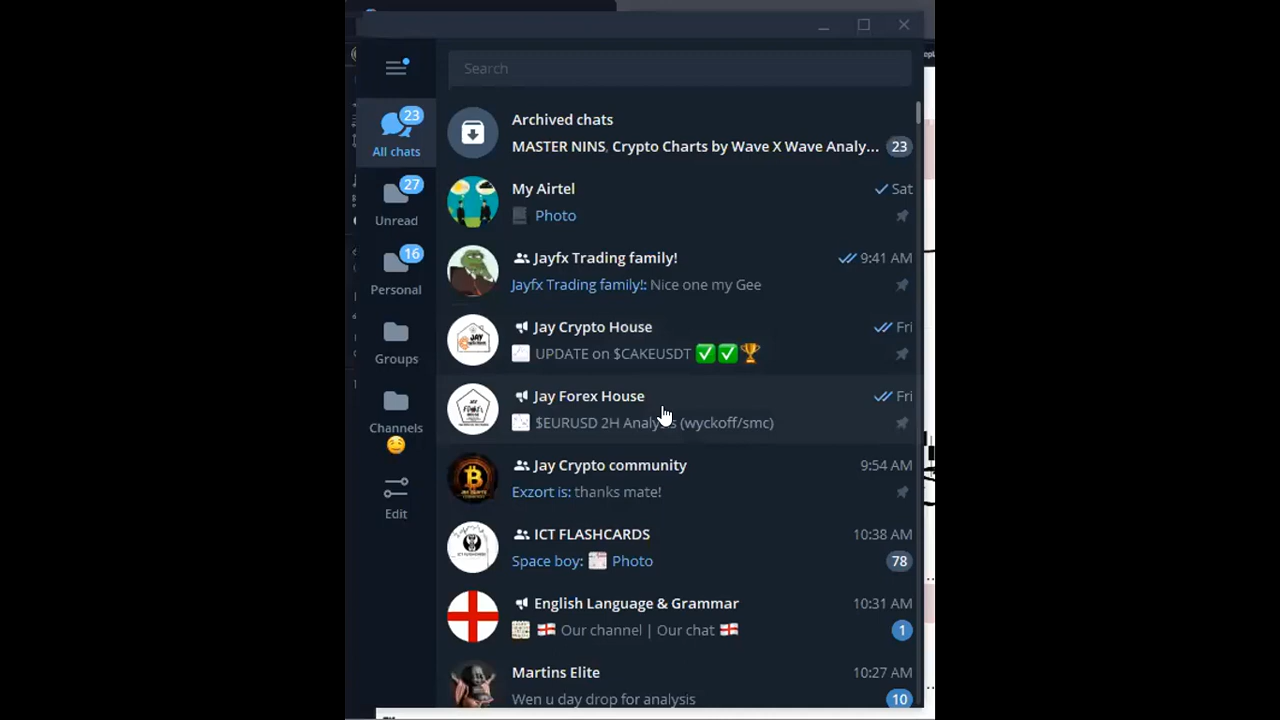 Search
23
All chats
27
Unread
16
Personal
Groups
Channels
Edit
Archived chats
MASTER NINS, Crypto Charts by Wave X Wave Analy... 23
My Airtel Sat
Photo
Jayfx Trading family! 9:41 AM
Jayfx Trading family!: Nice one my Gee
Jay Crypto House Fri
UPDATE on $CAKEUSDT
Jay Forex House Fri
$EURUSD 2H Analysis (wyckoff/smc)
Jay Crypto community 9:54 AM
Exzort is: thanks mate!
ICT FLASHCARDS 10:38 AM
Space boy: Photo 78
English Language & Grammar 10:31 AM
Our channel | Our chat 1
Martins Elite 10:27 AM
Wen u day drop for analysis 10